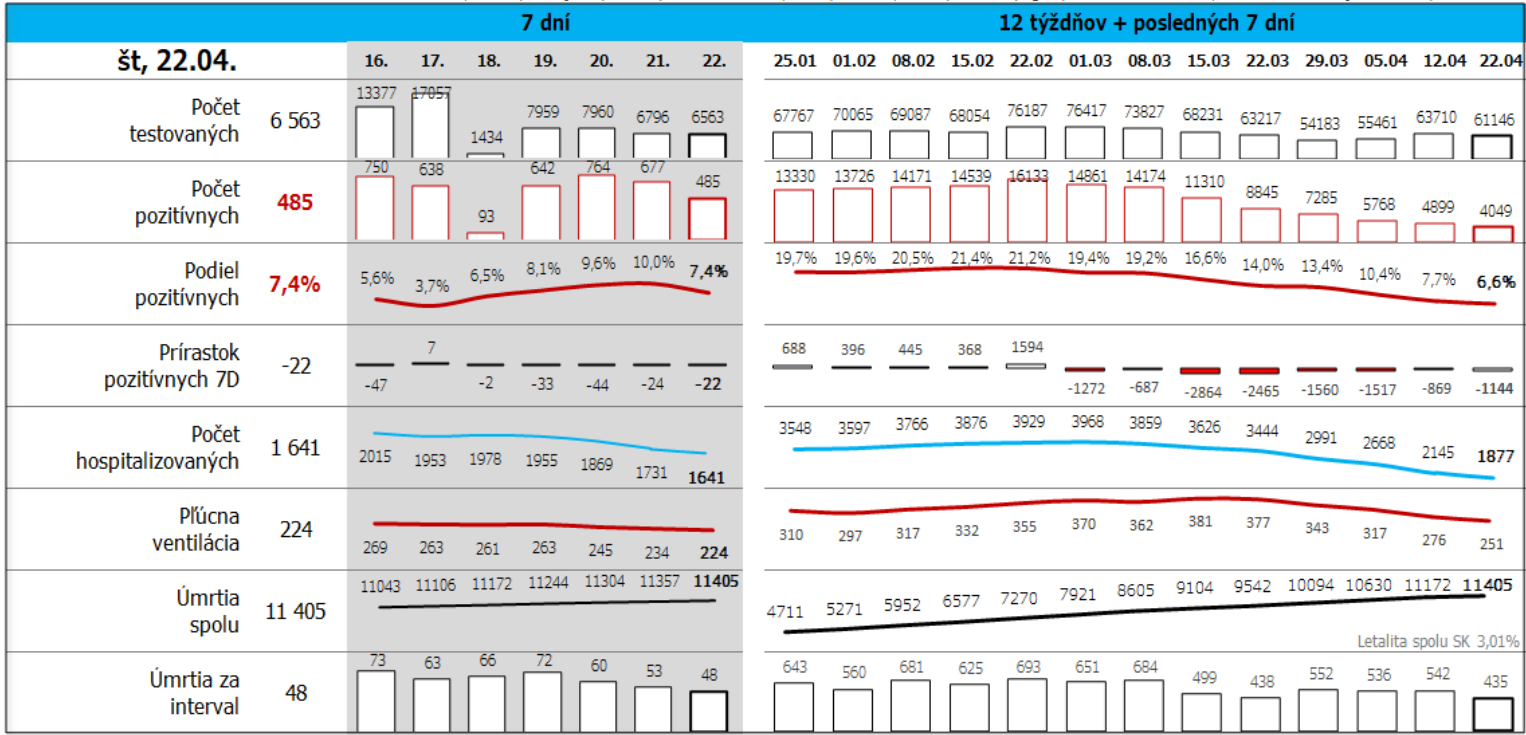 7 dní 12 týždňov + posledných 7 dní
št, 22.04. 16. 17. 18. 19. 20. 21. 22. 25.01 01.02 08.02 15.02 22.02 01.03 08.03 15.03 22.03 29.03 05.04 12.04 22.04
Počet
testovaných
6 563
13377 17057 1434 7959 7960 6796 6563
67767 70065 69087 68054 76187 76417 73827 68231 63217 54183 55461 63710 61146
Počet
pozitívnych
485
750 638 93 642 764 677 485
13330 13726 14171 14539 16133 14861 14174 11310 8845 7285 5768 4899 4049
Podiel
pozitívnych
7,4%
5,6% 3,7% 6,5% 8,1% 9,6% 10,0% 7,4%
19,7% 19,6% 20,5% 21,4% 21,2% 19,4% 19,2% 16,6% 14,0% 13,4% 10,4% 7,7% 6,6%
Prírastok
pozitívnych 7D
-22
-47 7 -2 -33 -44 -24 -22
688 396 445 368 1594 -1272 -687 -2864 -2465 -1560 -1517 -869 -1144
Počet
hospitalizovaných
1 641
2015 1953 1978 1955 1869 1731 1641
3548 3597 3766 3876 3929 3968 3859 3626 3444 2991 2668 2145 1877
Pľúcna
ventilácia
224
269 263 261 263 245 234 224
310 297 317 332 355 370 362 381 377 343 317 276 251
Úmrtia
spolu
11 405
11043 11106 11172 11244 11304 11357 11405
4711 5271 5952 6577 7270 7921 8605 9104 9542 10094 10630 11172 11405
Letalita spolu SK 3,01%
Úmrtia za
interval
48
73 63 66 72 60 53 48
643 560 681 625 693 651 684 499 438 552 536 542 435